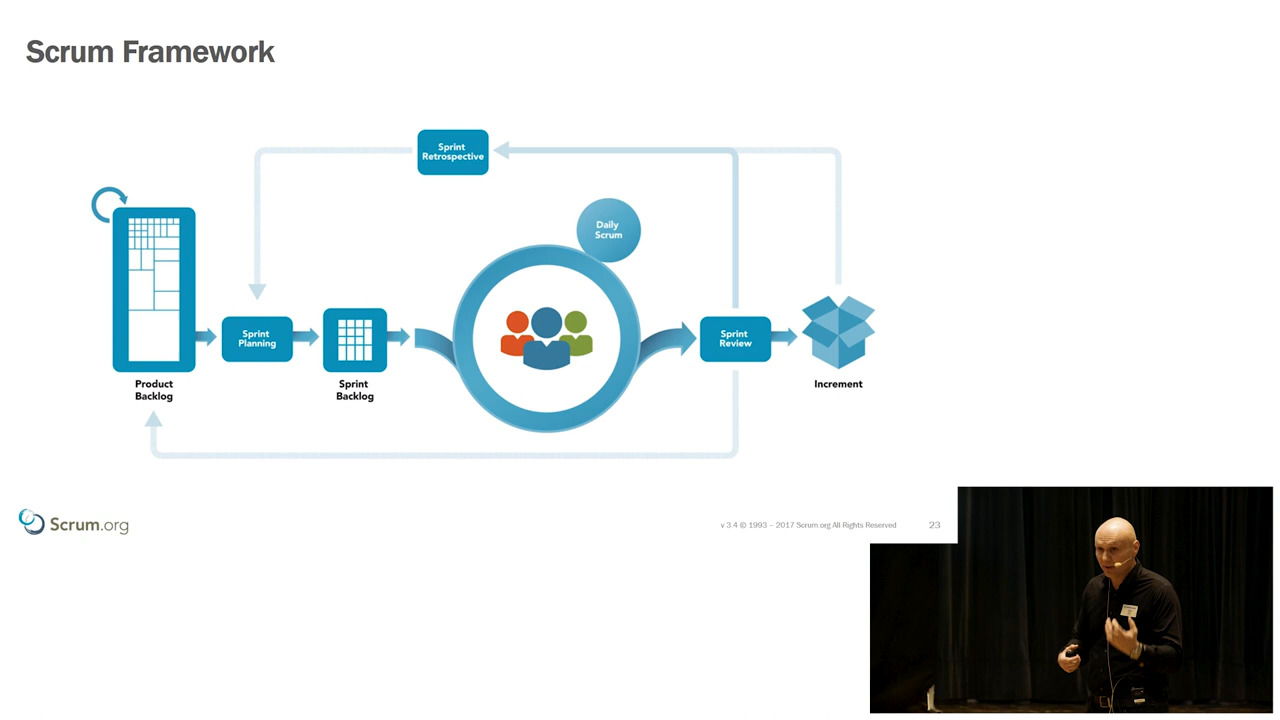 Scrum Framework
Sprint
Retrospective
Daily
Scrum
Sprint
Planning
Sprint
Review
Product
Backlog
Sprint
Backlog
Increment
Scrum.org
v 3.4 © 1993 – 2017 Scrum.org All Rights Reserved
23